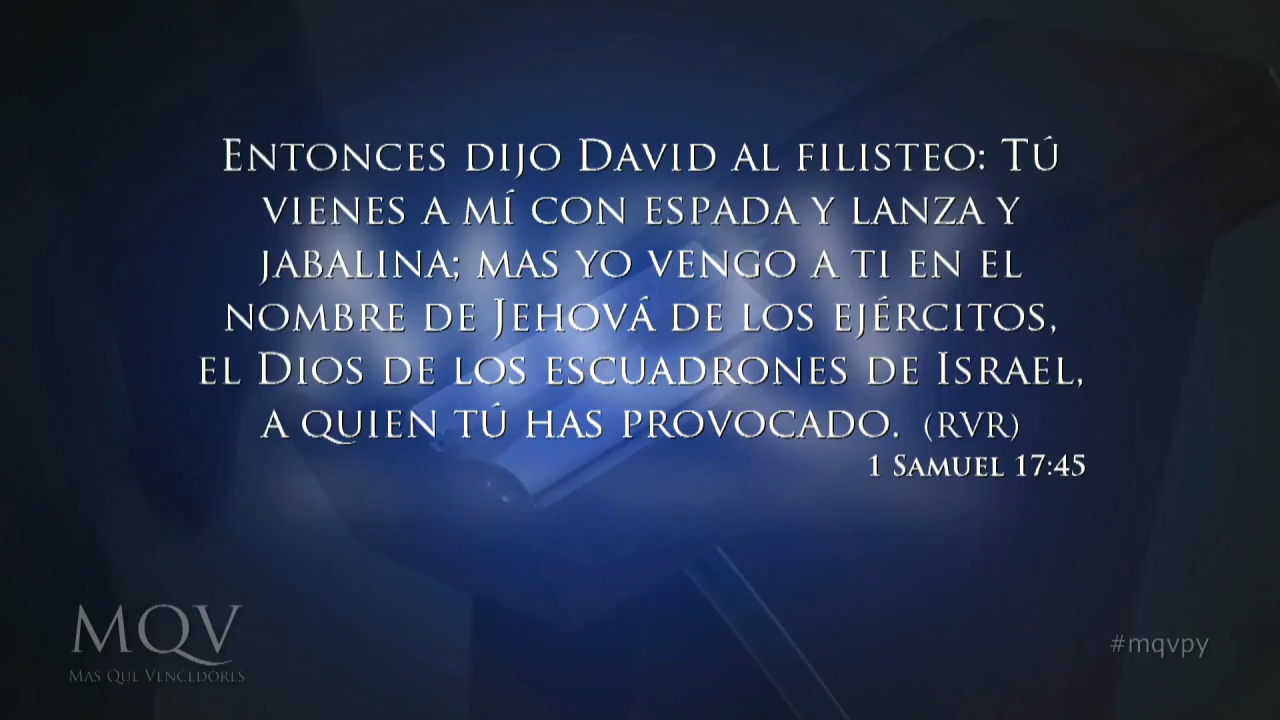 Entonces dijo David al filisteo: Tú
vienes a mí con espada y lanza y
jabalina; mas yo vengo a ti en el
nombre de Jehová de los ejércitos,
el Dios de los escuadrones de Israel,
a quien tú has provocado. (RVR)
1 Samuel 17:45
MQV
Mas Que Vencedores
#mqvpy